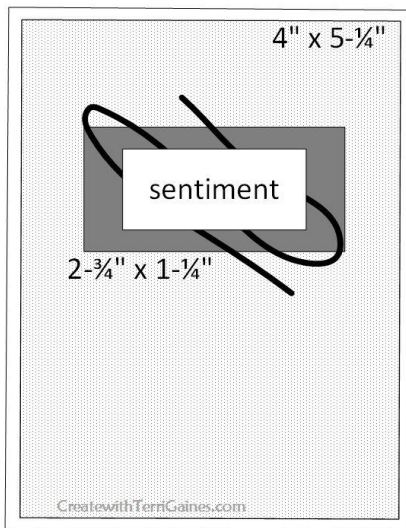 4" x 5-¼"
sentiment
2-¾" x 1-¼"
CreatewithTerriGaines.com